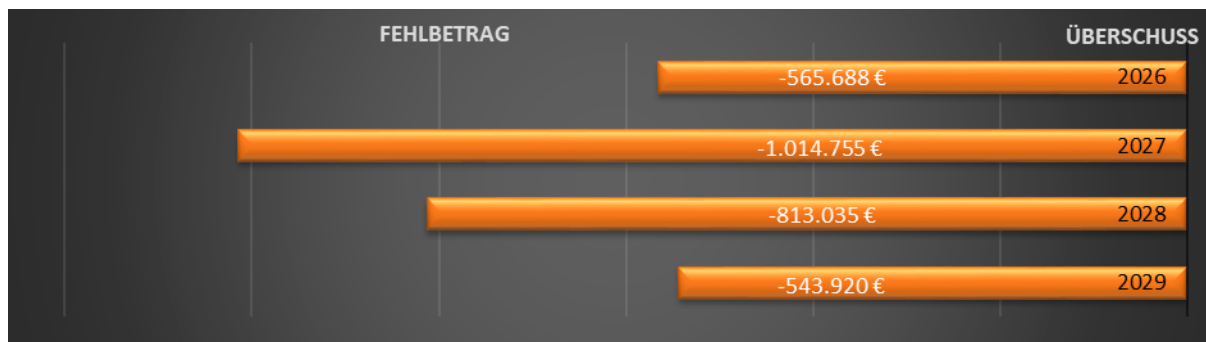 FEHLBETRAG ÜBERSCHUSS
-565.688 € 2026
-1.014.755 € 2027
-813.035 € 2028
-543.920 € 2029